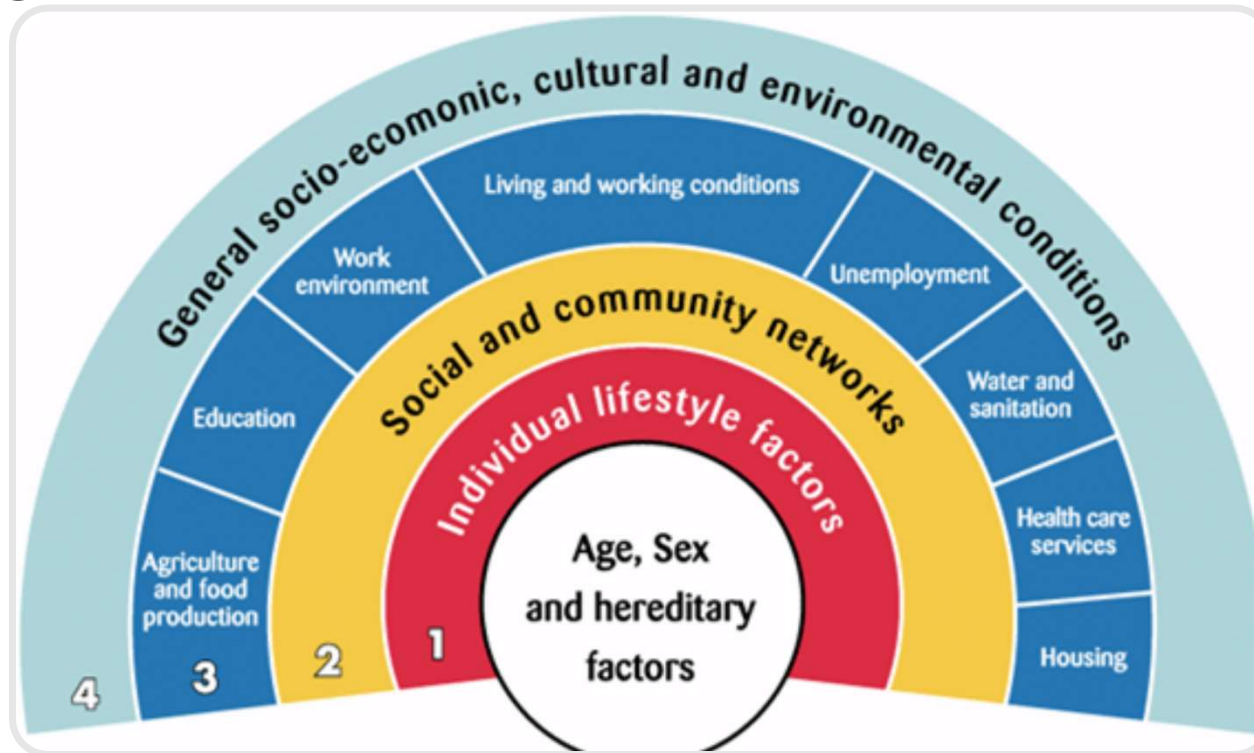 General socio-ecomonic, cultural and environmental conditions
Living and working conditions
Work
environment
Unemployment
Education
Water and
sanitation
Agriculture
and food
production
Health care
services
Housing
Social and community networks
Individual lifestyle factors
Age, Sex
and hereditary
factors
1
2
3
4